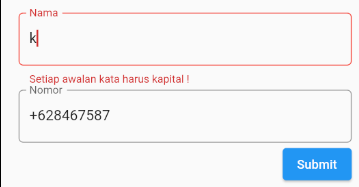 Nama
k
Setiap awalan kata harus kapital !
Nomor
+628467587
Submit